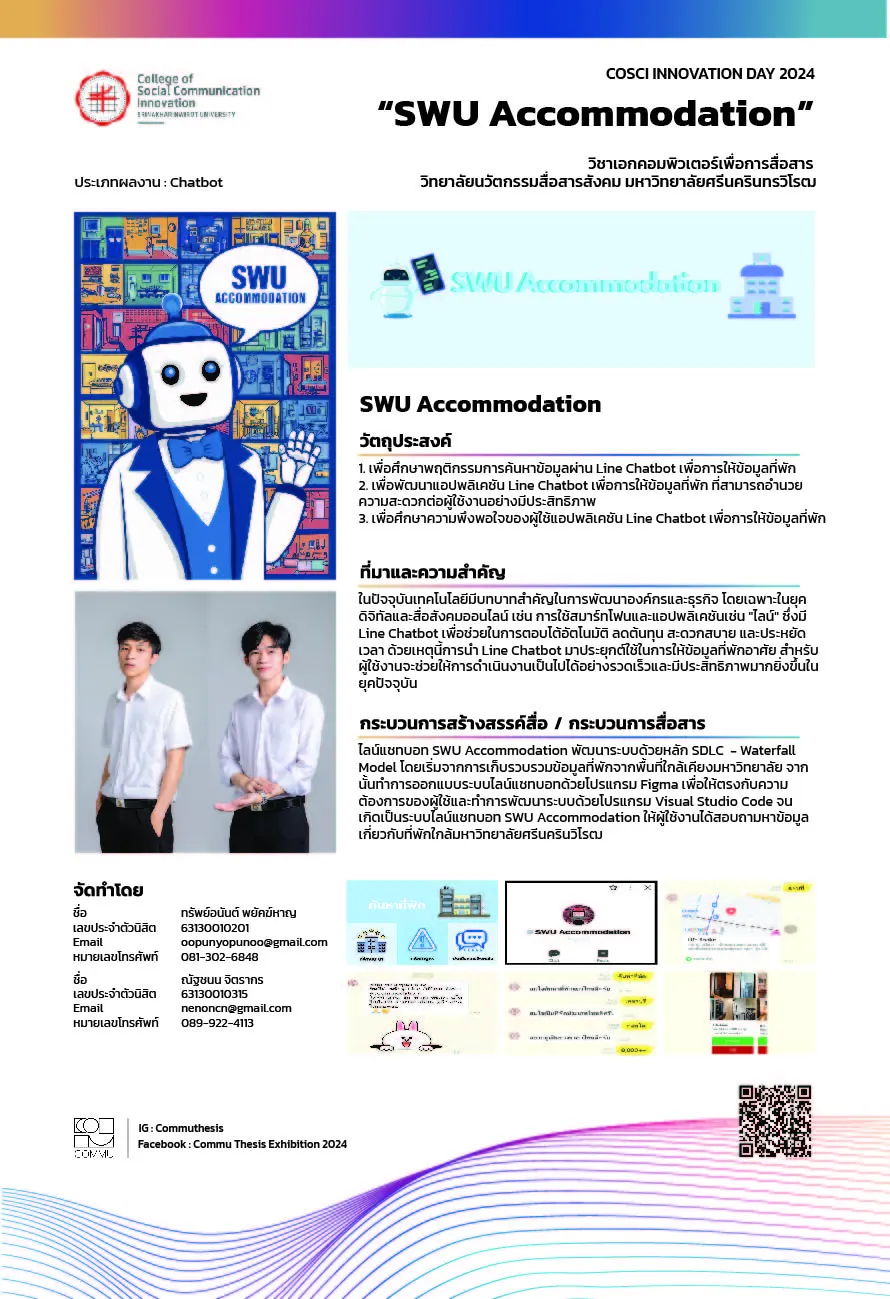 College of
Social Communication
Innovation
SRINAKHARINWIROT UNIVERSITY
COSCI INNOVATION DAY 2024
“SWU Accommodation”
วิชาเอกคอมพิวเตอร์เพื่อการสื่อสาร
ประเภทผลงาน : Chatbot
วิทยาลัยนวัตกรรมสื่อสารสังคม มหาวิทยาลัยศรีนครินทรวิโรฒ
SWU
ACCOMMODATION
SWU Accommodation
SWU Accommodation
วัตถุประสงค์
1. เพื่อศึกษาพฤติกรรมการค้นหาข้อมูลผ่าน Line Chatbot เพื่อการให้ข้อมูลที่พัก
2. เพื่อพัฒนาแอปพลิเคชัน Line Chatbot เพื่อการให้ข้อมูลที่พัก ที่สามารถอำนวย
ความสะดวกต่อผู้ใช้งานอย่างมีประสิทธิภาพ
3. เพื่อศึกษาความพึงพอใจของผู้ใช้แอปพลิเคชัน Line Chatbot เพื่อการให้ข้อมูลที่พัก
ที่มาและความสำคัญ
ในปัจจุบันเทคโนโลยีมีบทบาทสำคัญในการพัฒนาองค์กรและธุรกิจ โดยเฉพาะในยุค
ดิจิทัลและสื่อสังคมออนไลน์ เช่น การใช้สมาร์ทโฟนและแอปพลิเคชันเช่น "ไลน์" ซึ่งมี
Line Chatbot เพื่อช่วยในการตอบโต้อัตโนมัติ ลดต้นทุน สะดวกสบาย และประหยัด
เวลา ด้วยเหตุนี้การนำ Line Chatbot มาประยุกต์ใช้ในการให้ข้อมูลที่พักอาศัย สำหรับ
ผู้ใช้งานจะช่วยให้การดำเนินงานเป็นไปได้อย่างรวดเร็วและมีประสิทธิภาพมากยิ่งขึ้นใน
ยุคปัจจุบัน
กระบวนการสร้างสรรค์สื่อ / กระบวนการสื่อสาร
ไลน์แชทบอท SWU Accommodation พัฒนาระบบด้วยหลัก SDLC - Waterfall
Model โดยเริ่มจากการเก็บรวบรวมข้อมูลที่พักจากพื้นที่ใกล้เคียงมหาวิทยาลัย จาก
นั้นทำการออกแบบระบบไลน์แชทบอทด้วยโปรแกรม Figma เพื่อให้ตรงกับความ
ต้องการของผู้ใช้และทำการพัฒนาระบบด้วยโปรแกรม Visual Studio Code จน
เกิดเป็นระบบไลน์แชทบอท SWU Accommodation ให้ผู้ใช้งานได้สอบถามหาข้อมูล
เกี่ยวกับที่พักใกล้มหาวิทยาลัยศรีนครินวิโรฒ
จัดทำโดย
ชื่อ ทรัพย์อนันต์ พยัคฆ์หาญ
เลขประจำตัวนิสิต 63130010201
Email oopunyopunoo@gmail.com
หมายเลขโทรศัพท์ 081-302-6848
ชื่อ ณัฐชนน จิตรากร
เลขประจำตัวนิสิต 63130010315
Email nenoncn@gmail.com
หมายเลขโทรศัพท์ 089-922-4113
ค้นหาที่พัก
SWU Accommodation
COMMU
IG : Commuthesis
Facebook : Commu Thesis Exhibition 2024